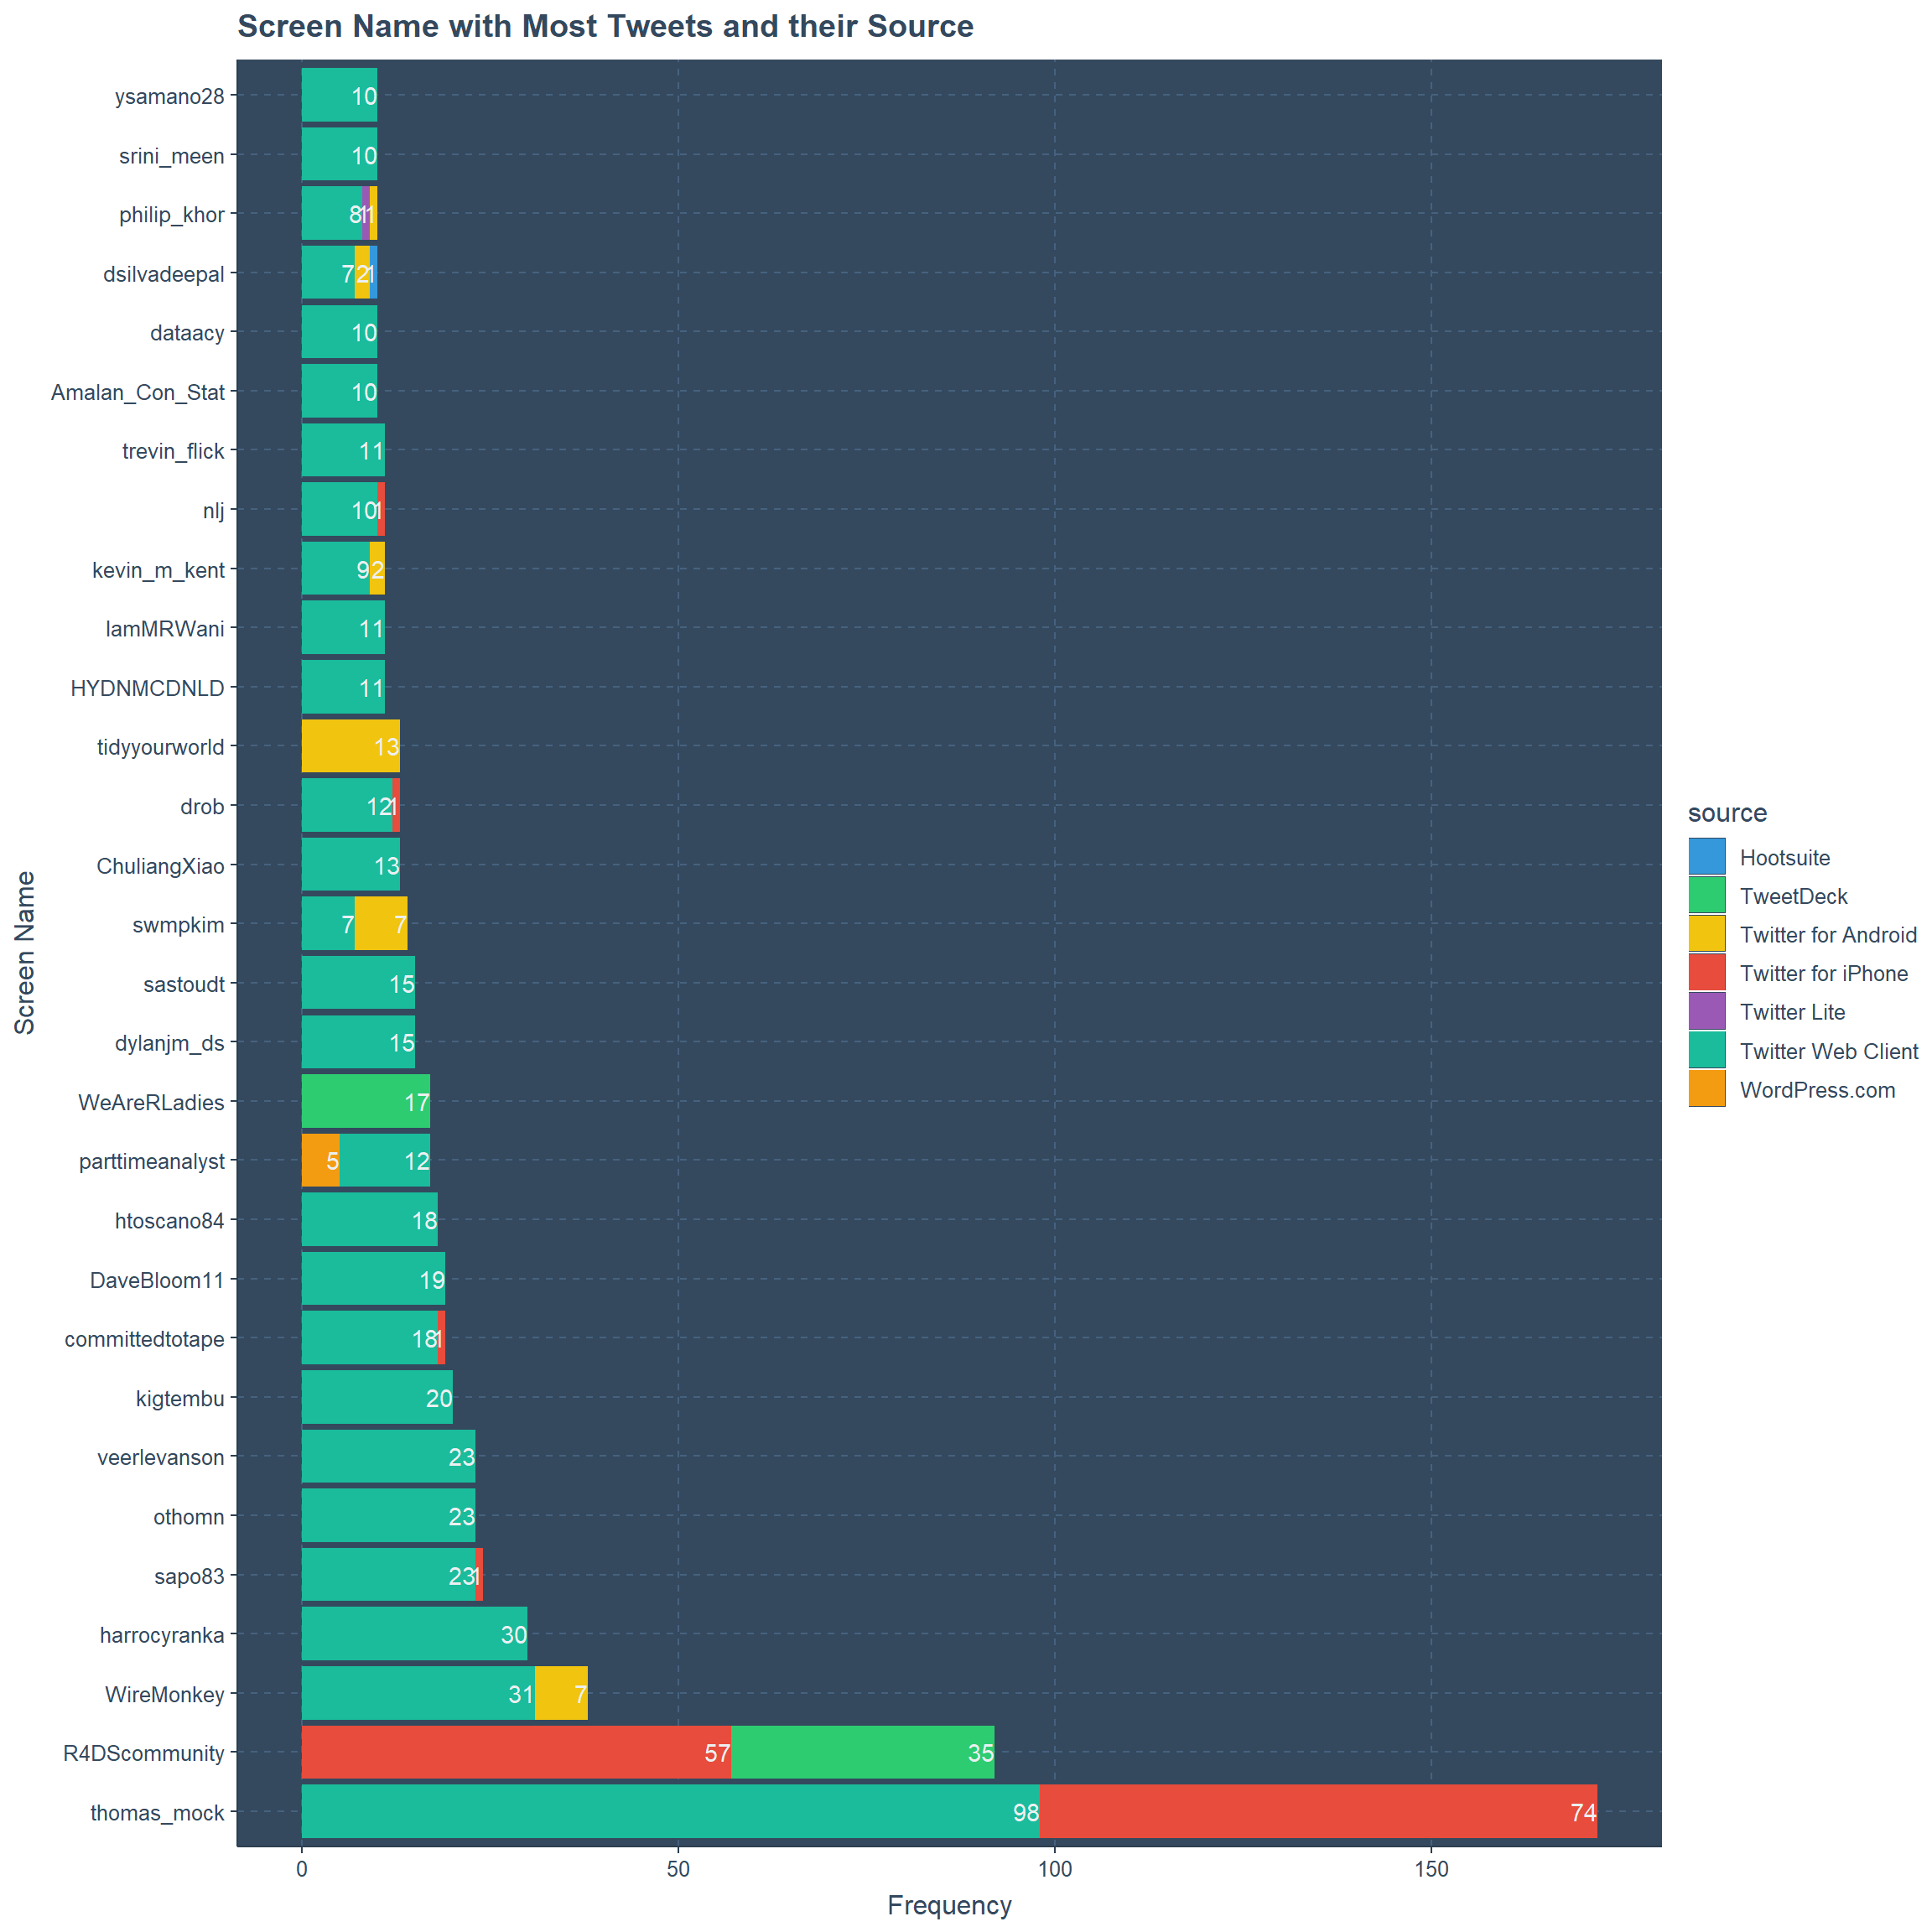 Screen Name with Most Tweets and their Source
Screen Name
ysamano28 10
srini_meen 10
philip_khor 8 1 1
dsilvadeepal 7 2 1
dataacy 10
Amalan_Con_Stat 10
trevin_flick 11
nlj 10 1
kevin_m_kent 9 2
IamMRWani 11
HYDNMCDNLD 11
tidyyourworld 13
drob 12 1
ChuliangXiao 13
swmpkim 7 7
sastoudt 15
dylanjm_ds 15
WeAreRLadies 17
parttimeanalyst 5 12
htoscano84 18
DaveBloom11 19
committedtotape 18 1
kigtembu 20
veerlevanson 23
othomn 23
sapo83 23 1
harrocyranka 30
WireMonkey 31 7
R4DScommunity 57 35
thomas_mock 98 74
0 50 100 150
Frequency
source
Hootsuite
TweetDeck
Twitter for Android
Twitter for iPhone
Twitter Lite
Twitter Web Client
WordPress.com